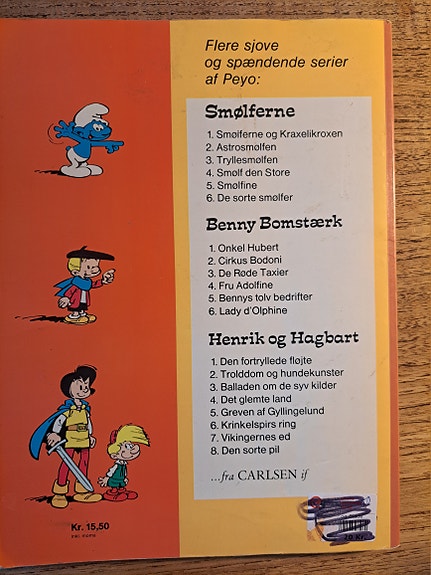 Flere sjove
og spændende serier
af Peyo:
Smølferne
1. Smølferne og Kraxelikroxen
2. Astrosmølfen
3. Tryllesmølfen
4. Smølf den Store
5. Smølfine
6. De sorte smølfer
Benny Bomstærk
1. Onkel Hubert
2. Cirkus Bodoni
3. De Røde Taxier
4. Fru Adolfine
5. Bennys tolv bedrifter
6. Lady d'Olphine
Henrik og Hagbart
1. Den fortryllede fløjte
2. Trolddom og hundekunster
3. Balladen om de syv kilder
4. Det glemte land
5. Greven af Gyllingelund
6. Krinkelspirs ring
7. Vikingernes ed
8. Den sorte pil
...fra CARLSEN if
Kr. 15,50
20 Kr.